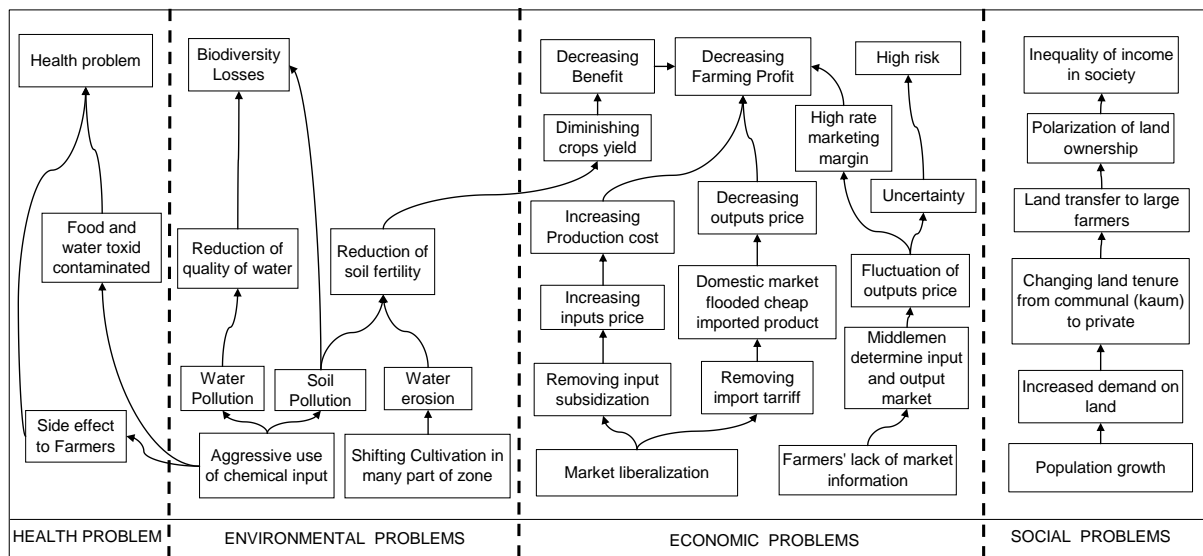 Health problem
Food and
water toxid
contaminated
Side effect
to Farmers
HEALTH PROBLEM
Biodiversity
Losses
Reduction of
quality of water
Reduction of
soil fertility
Water
Pollution
Soil
Pollution
Water
erosion
Aggressive use
of chemical input
Shifting Cultivation in
many part of zone
ENVIRONMENTAL PROBLEMS
Decreasing
Benefit
Decreasing
Farming Profit
High risk
Diminishing
crops yield
High rate
marketing
margin
Increasing
Production cost
Decreasing
outputs price
Uncertainty
Increasing
inputs price
Domestic market
flooded cheap
imported product
Fluctuation of
outputs price
Removing input
subsidization
Removing
import tarriff
Middlemen
determine input
and output
market
Market liberalization
Farmers' lack of market
information
ECONOMIC PROBLEMS
Inequality of income
in society
Polarization of land
ownership
Land transfer to large
farmers
Changing land tenure
from communal (kaum)
to private
Increased demand on
land
Population growth
SOCIAL PROBLEMS